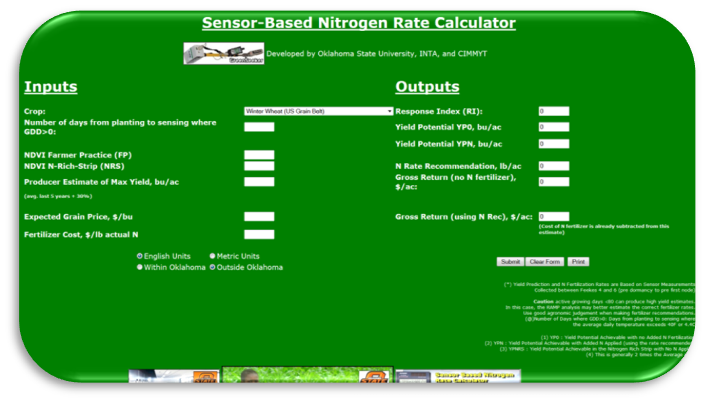 Sensor-Based Nitrogen Rate Calculator
GreenSeeker
Developed by Oklahoma State University, INTA, and CIMMYT
Inputs
Crop:
Winter Wheat (US Grain Belt)
Number of days from planting to sensing where
GDD>0:
NDVI Farmer Practice (FP)
NDVI N-Rich-Strip (NRS)
Producer Estimate of Max Yield, bu/ac
(avg. last 5 years + 30%)
Expected Grain Price, $/bu
Fertilizer Cost, $/lb actual N
English Units
Metric Units
Within Oklahoma
Outside Oklahoma
Outputs
Response Index (RI):
0
Yield Potential YP0, bu/ac
0
Yield Potential YPN, bu/ac
0
N Rate Recommendation, lb/ac
0
Gross Return (no N fertilizer),
$/ac:
0
Gross Return (using N Rec), $/ac:
0
(Cost of N fertilizer is already subtracted from this
estimate)
Submit
Clear Form
Print
(*) Yield Prediction and N Fertilization Rates are Based on Sensor Measurements
Collected between Feekes 4 and 6 (pre dormancy to pre first node)
Caution active growing days <80 can produce high yield estimates.
In this case, the RAMP analysis may better estimate the correct fertilizer rates.
Use good agronomic judgement when making fertilizer recommendations.
(@)Number of Days where GDD>0: Days from planting to sensing where
the average daily temperature exceeds 40F or 4.4C
(1) YP0 : Yield Potential Achievable with no Added N Fertilizer
(2) YPN : Yield Potential Achievable with Added N Applied (using the rate recommended
(3) YPNRS : Yield Potential Achievable in the Nitrogen Rich Strip with No N
(4) This is generally 2 times the Average
STATE
STATE
Sensor Based Nitrogen
Rate Calculator